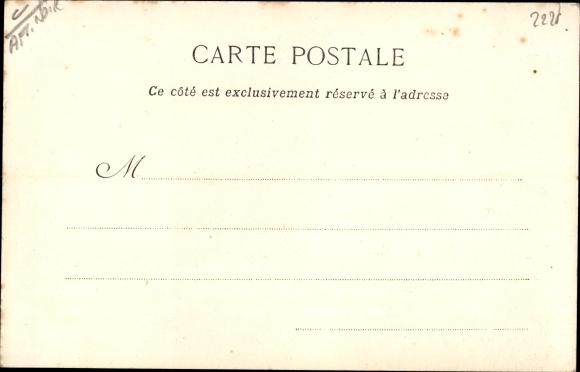 CARTE POSTALE
Ce côté est exclusivement réservé à l'adresse
M